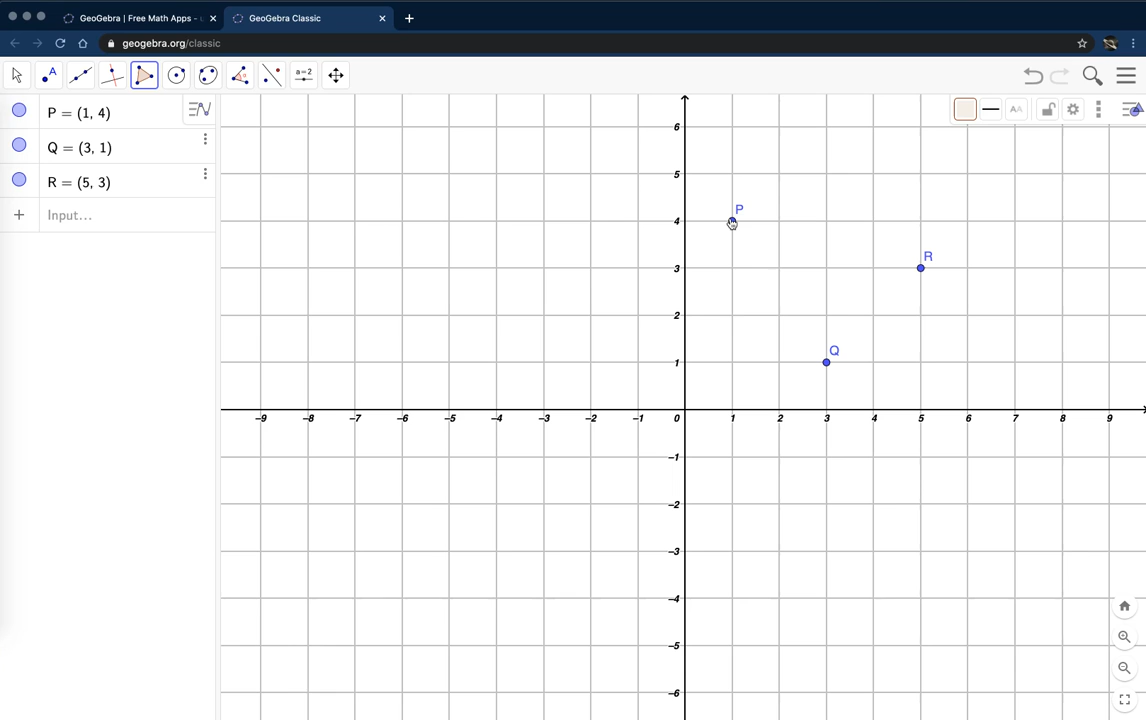 GeoGebra | Free Math Apps -
GeoGebra Classic
geogebra.org/classic
A
a=2
AA
P = (1, 4)
Q = (3, 1)
R = (5, 3)
+ Input...
6
5
P
4
R
3
2
Q
1
–9 –8 –7 –6 –5 –4 –3 –2 –1 0 1 2 3 4 5 6 7 8 9
–1
–2
–3
–4
–5
–6